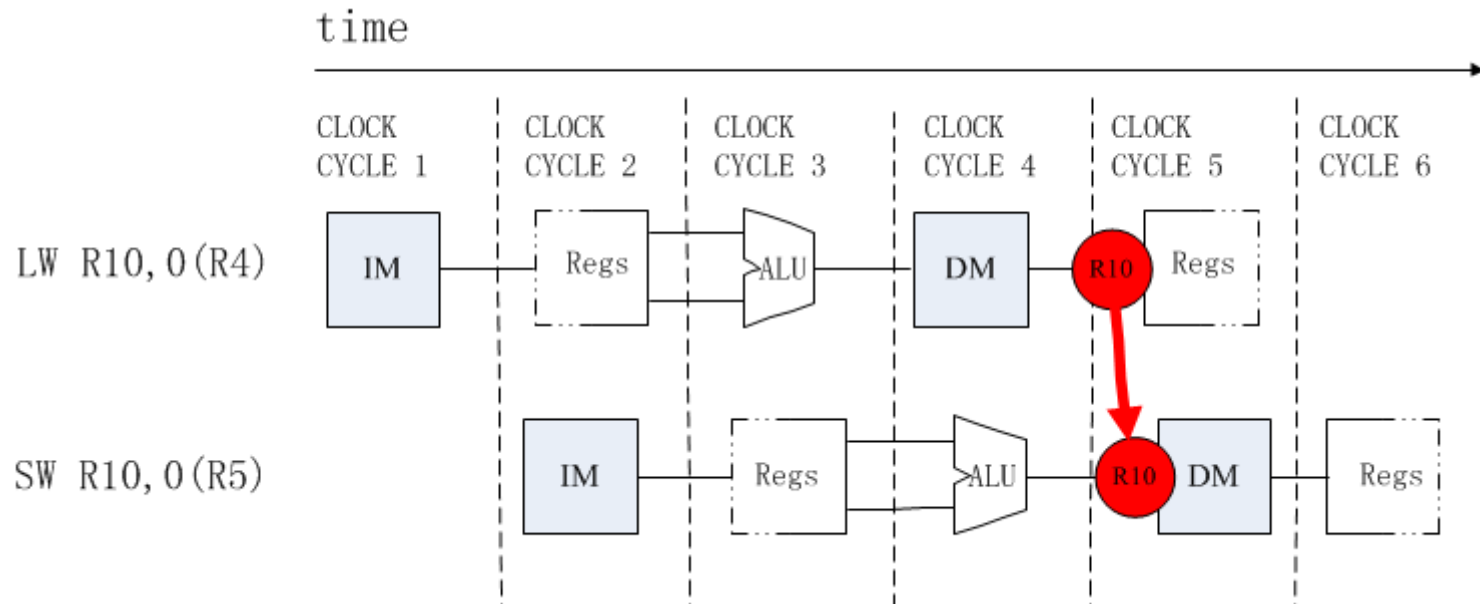 time
CLOCK CLOCK CLOCK CLOCK CLOCK CLOCK
CYCLE 1 CYCLE 2 CYCLE 3 CYCLE 4 CYCLE 5 CYCLE 6
LW R10,0(R4) IM Regs ALU DM R10 Regs
SW R10,0(R5) IM Regs ALU R10 DM Regs